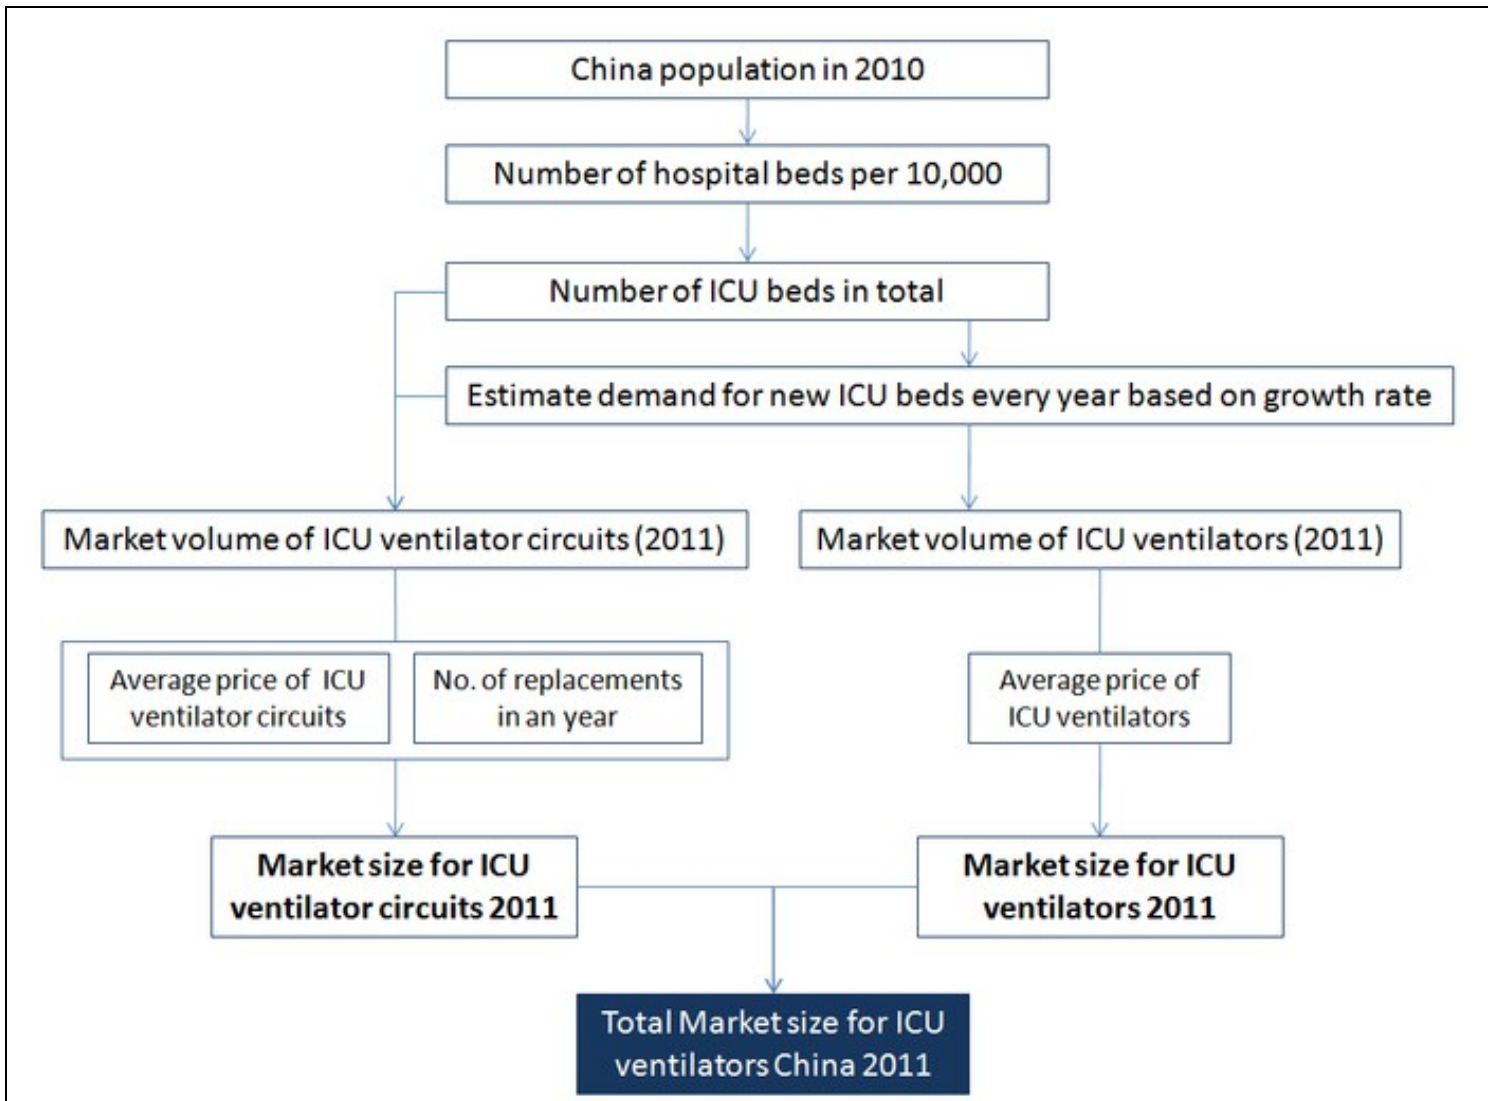 China population in 2010
Number of hospital beds per 10,000
Number of ICU beds in total
Estimate demand for new ICU beds every year based on growth rate
Market volume of ICU ventilator circuits (2011)
Market volume of ICU ventilators (2011)
Average price of ICU
ventilator circuits
No. of replacements
in an year
Average price of
ICU ventilators
Market size for ICU
ventilator circuits 2011
Market size for ICU
ventilators 2011
Total Market size for ICU
ventilators China 2011